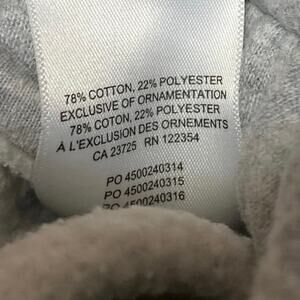 78% COTTON, 22% POLYESTER
EXCLUSIVE OF ORNAMENTATION
78% COTON, 22% POLYESTER
À L'EXCLUSION DES ORNEMENTS
CA 23725 RN 122354
PO 4500240314
PO 4500240315
PO 4500240316